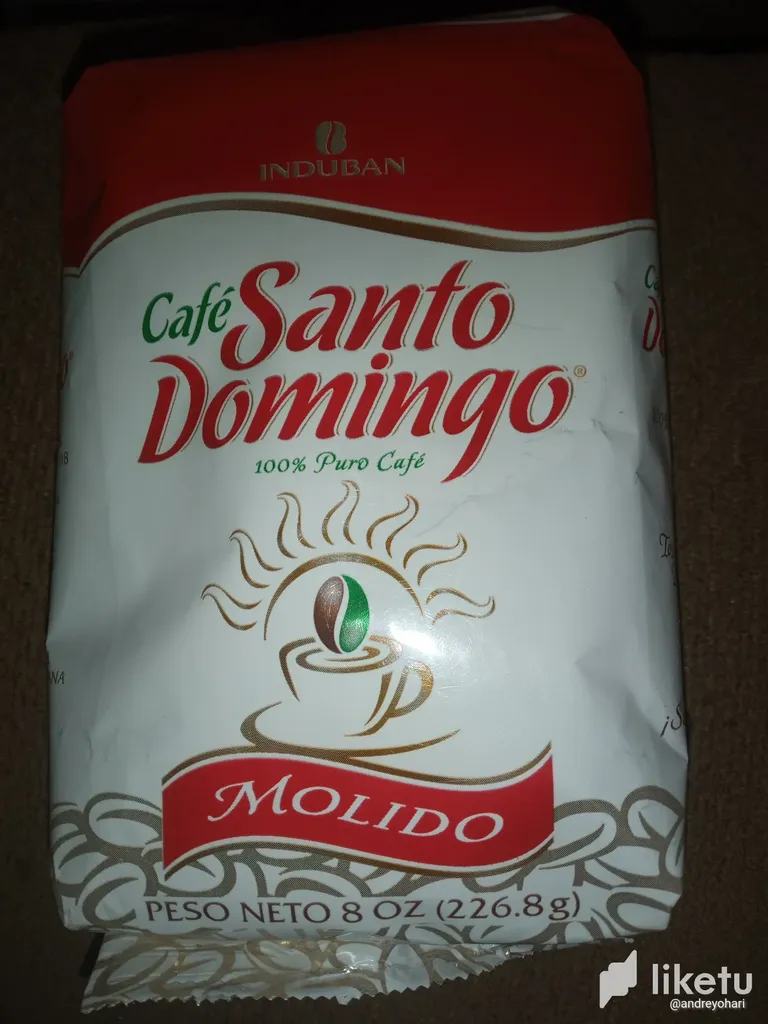 INDUBAN
Café Santo
Domingo®
100% Puro Café
MOLIDO
PESO NETO 8 OZ (226.8g)
liketu
@andreyohari